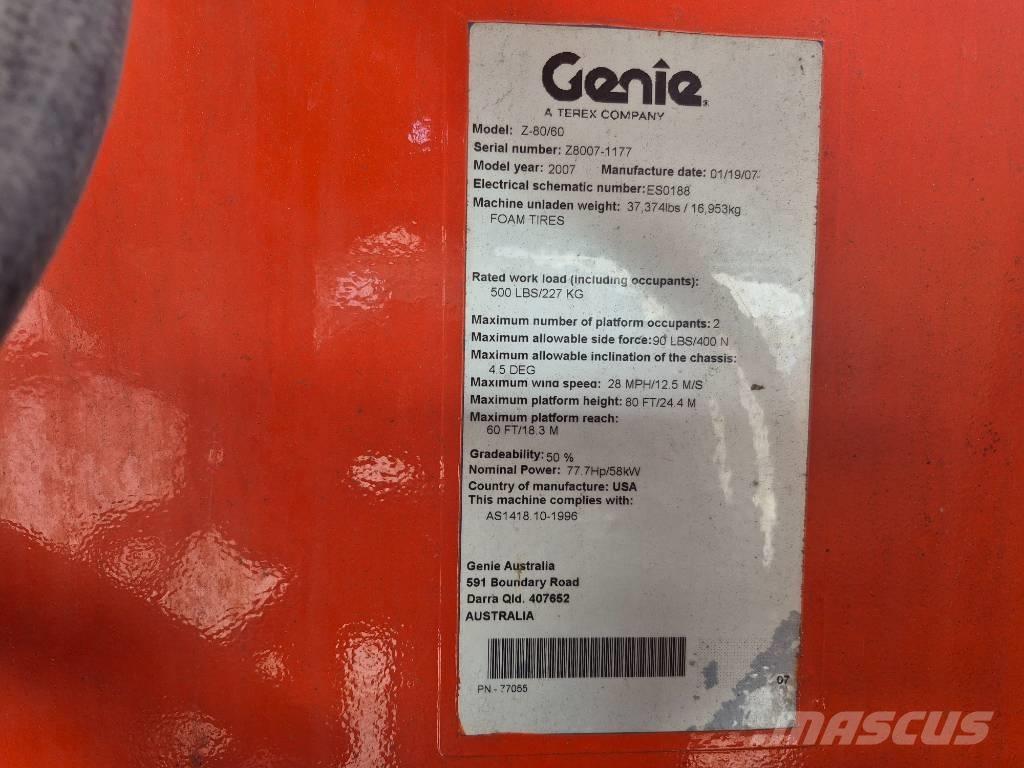 Genie
A TEREX COMPANY
Model: Z-80/60
Serial number: Z8007-1177
Model year: 2007 Manufacture date: 01/19/07
Electrical schematic number: ES0188
Machine unladen weight: 37,374lbs / 16,953kg
FOAM TIRES
Rated work load (including occupants):
500 LBS/227 KG
Maximum number of platform occupants: 2
Maximum allowable side force: 90 LBS/400 N
Maximum allowable inclination of the chassis:
4.5 DEG
Maximum wind speed: 28 MPH/12.5 M/S
Maximum platform height: 80 FT/24.4 M
Maximum platform reach:
60 FT/18.3 M
Gradeability: 50 %
Nominal Power: 77.7Hp/58kW
Country of manufacture: USA
This machine complies with:
AS1418.10-1996
Genie Australia
591 Boundary Road
Darra Qld. 407652
AUSTRALIA
PN - 77055
07
MASCUS